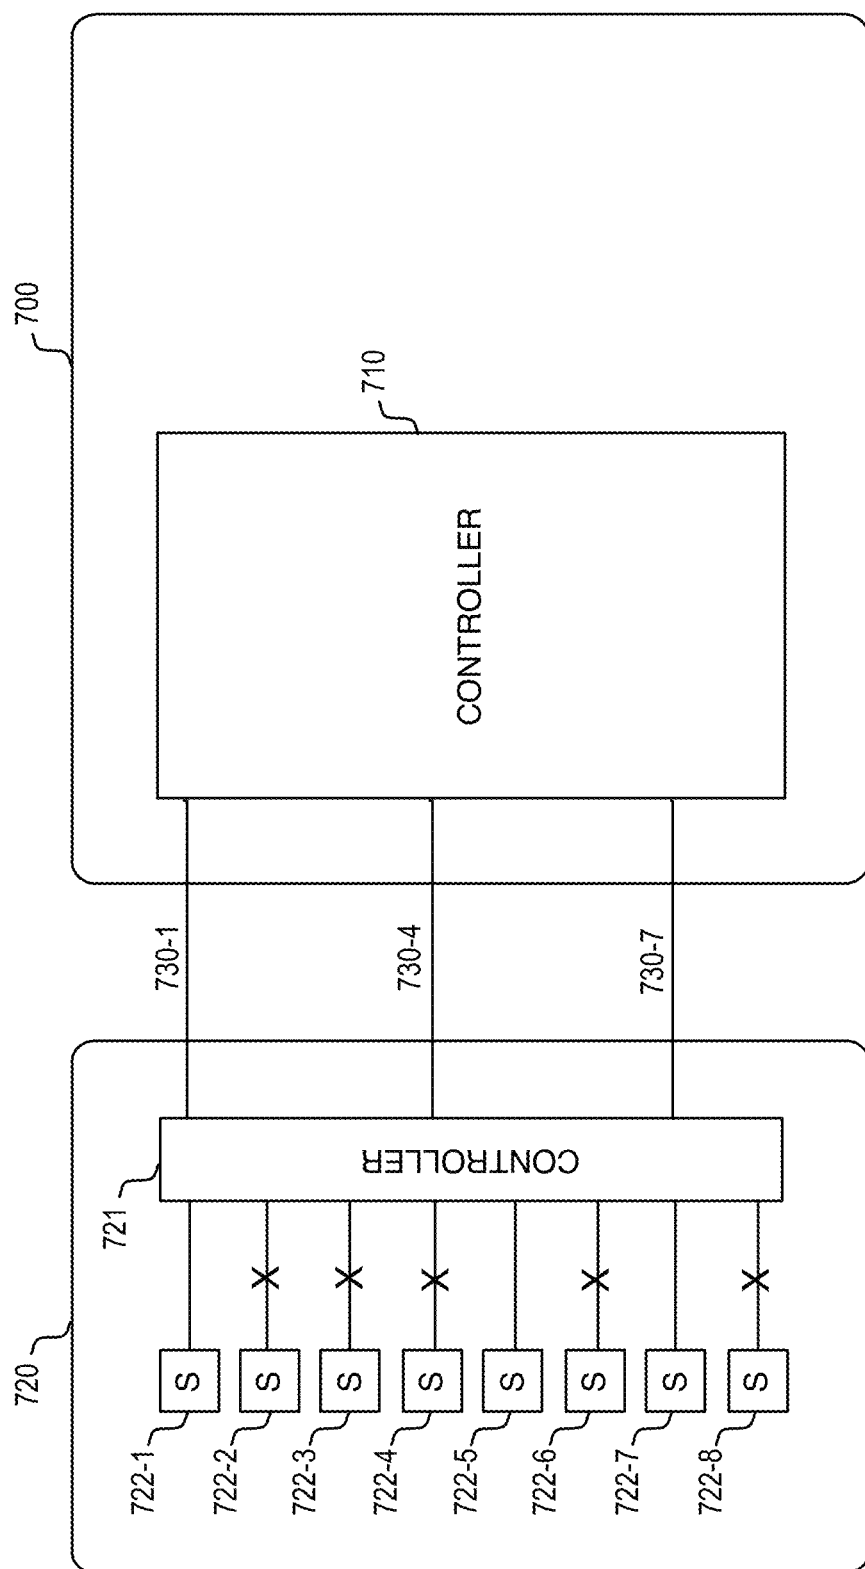 700
710
CONTROLLER
730-1
730-4
730-7
720
721
CONTROLLER
S
S
S
S
S
S
S
S
722-1
722-2
722-3
722-4
722-5
722-6
722-7
722-8
X
X
X
X
X